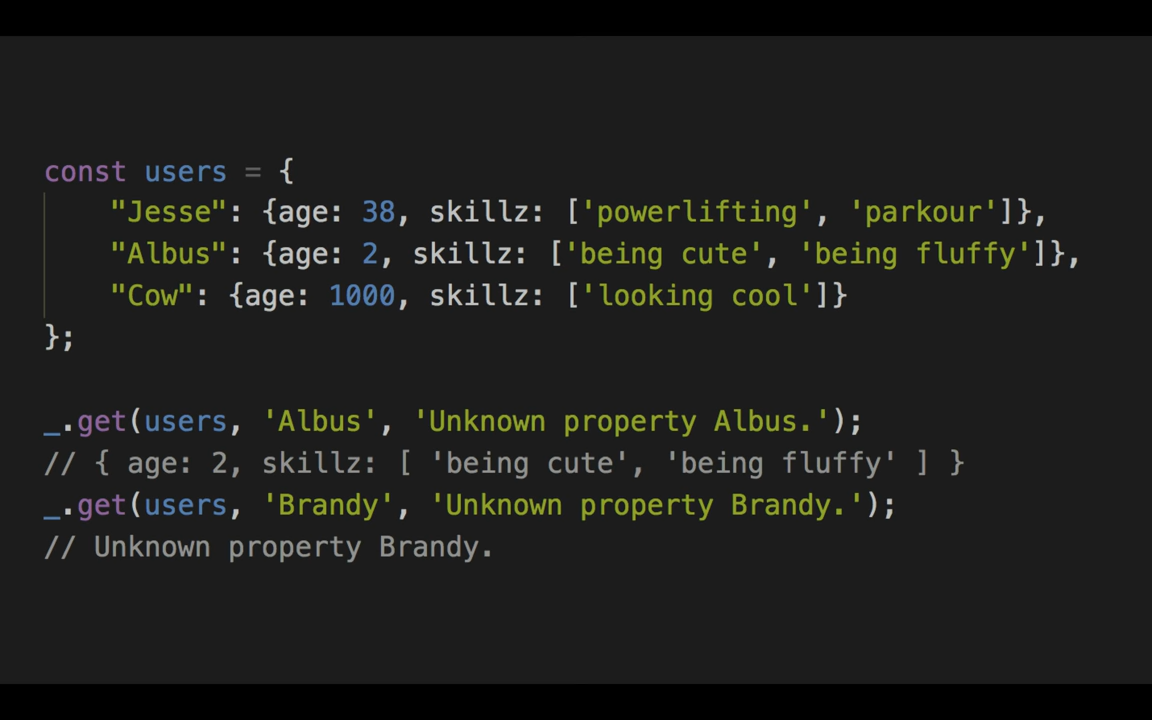 const users = {
    "Jesse": {age: 38, skillz: ['powerlifting', 'parkour']},
    "Albus": {age: 2, skillz: ['being cute', 'being fluffy']},
    "Cow": {age: 1000, skillz: ['looking cool']}
};
_.get(users, 'Albus', 'Unknown property Albus.');
// { age: 2, skillz: [ 'being cute', 'being fluffy' ] }
_.get(users, 'Brandy', 'Unknown property Brandy.');
// Unknown property Brandy.